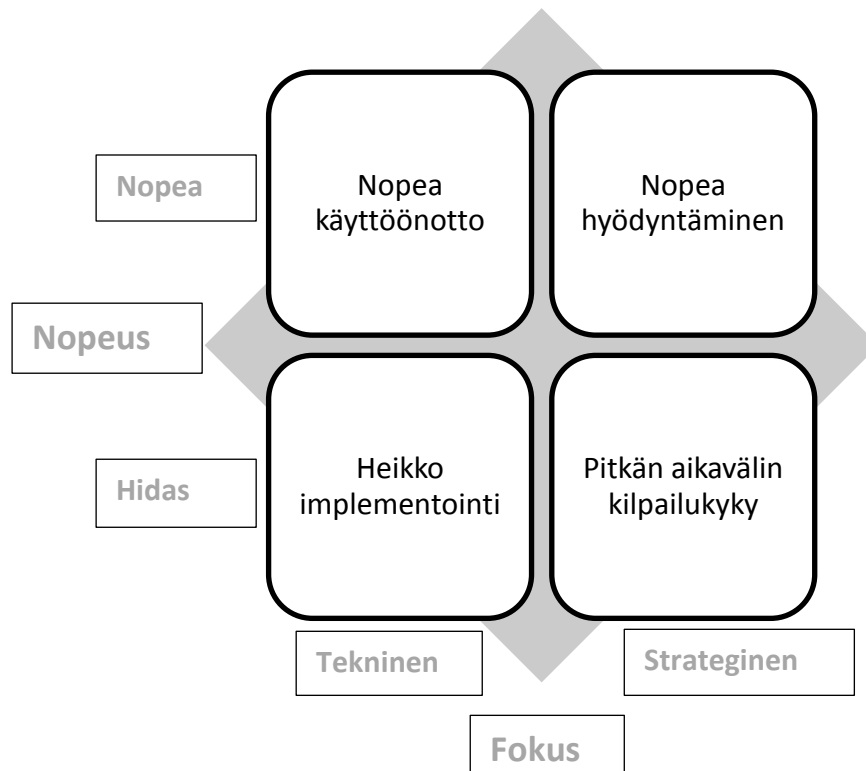 Nopea
Nopea
käyttöönotto
Nopea
hyödyntäminen
Nopeus
Hidas
Heikko
implementointi
Pitkän aikavälin
kilpailukyky
Tekninen
Strateginen
Fokus